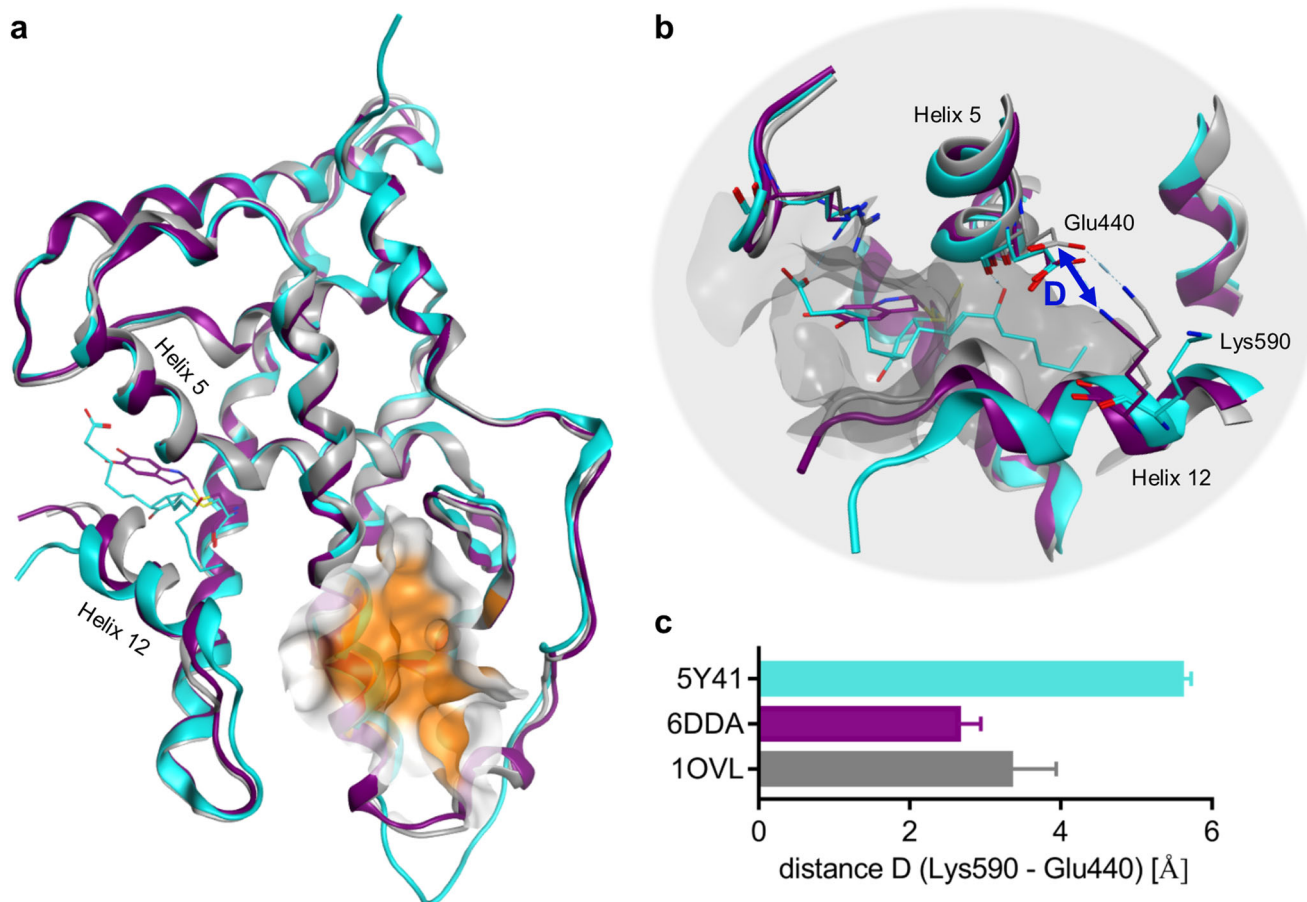 a
Helix 5
Helix 12
b
Helix 5
Glu440
D
Lys590
Helix 12
c
5Y41
6DDA
1OVL
0 2 4 6
distance D (Lys590 - Glu440) [Å]